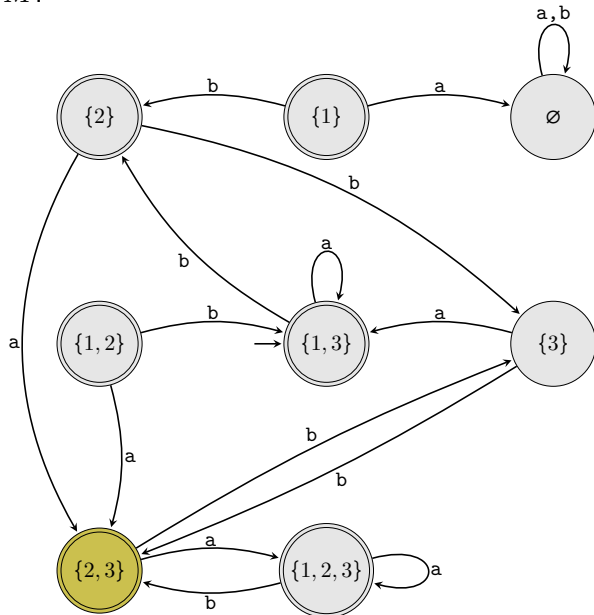 a,b
b
a
{2}
{1}
∅
b
a
b
a
b
a
{1, 2}
{1, 3}
{3}
b
a
b
a
{2, 3}
{1, 2, 3}
a
b